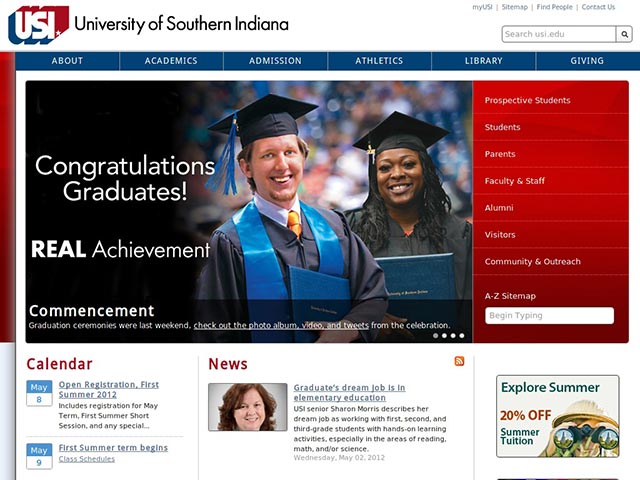 myUSI | Sitemap | Find People | Contact Us
USI University of Southern Indiana
Search usi.edu
ABOUT ACADEMICS ADMISSION ATHLETICS LIBRARY GIVING
Congratulations
Graduates!
REAL Achievement
Commencement
Graduation ceremonies were last weekend, check out the photo album, video, and tweets from the celebration.
Prospective Students
Students
Parents
Faculty & Staff
Alumni
Visitors
Community & Outreach
A-Z Sitemap
Begin Typing
Calendar
May
8
Open Registration, First
Summer 2012
Includes registration for May
Term, First Summer Short
Session, and any special...
May
9
First Summer term begins
Class Schedules
News
Graduate's dream job is in
elementary education
USI senior Sharon Morris describes her
dream job as working with first, second, and
third-grade students with hands-on learning
activities, especially in the areas of reading,
math, and/or science.
Wednesday, May 02, 2012
Explore Summer
20% OFF
Summer
Tuition